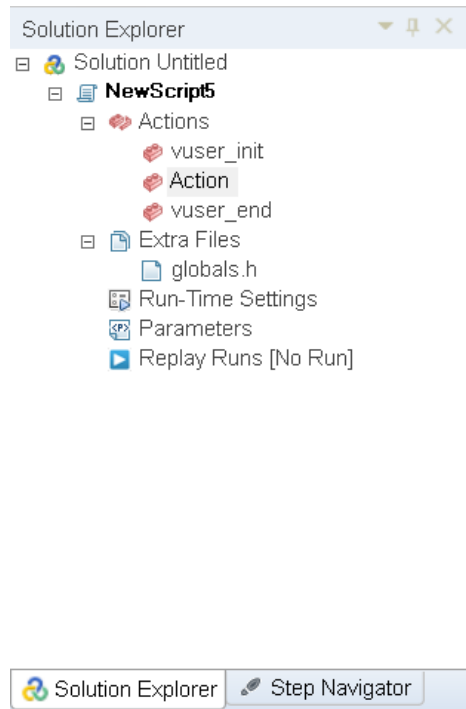 Solution Explorer
Solution Untitled
NewScript5
Actions
vuser_init
Action
vuser_end
Extra Files
globals.h
Run-Time Settings
Parameters
Replay Runs [No Run]
Solution Explorer Step Navigator